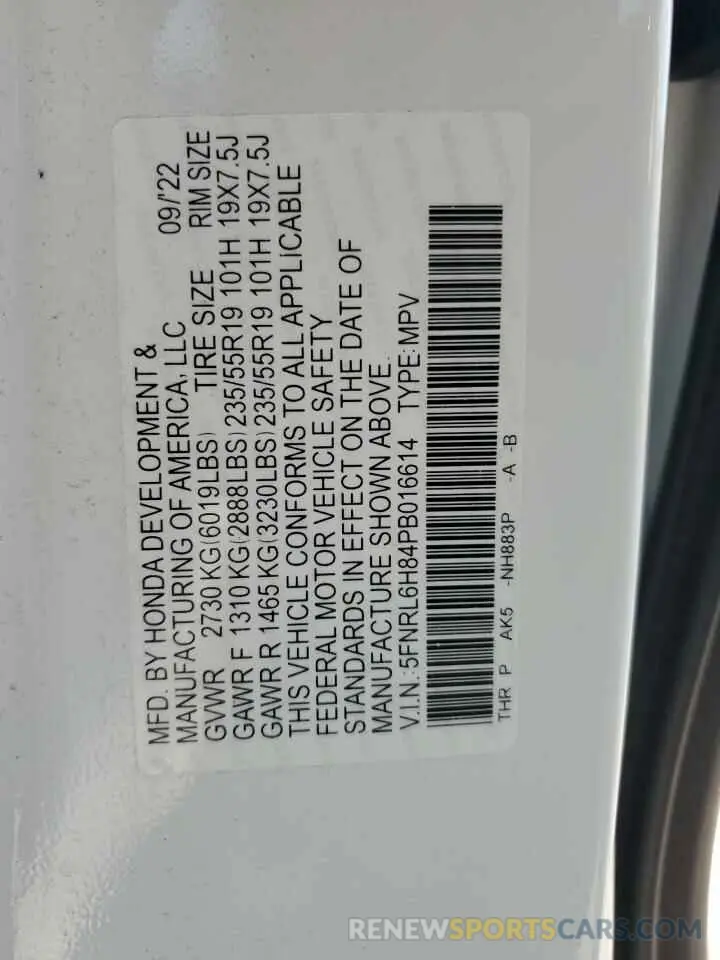 MFD. BY HONDA DEVELOPMENT &
MANUFACTURING OF AMERICA, LLC 09/'22
GVWR 2730 KG(6019LBS) TIRE SIZE RIM SIZE
GAWR F 1310 KG(2888LBS) 235/55R19 101H 19X7.5J
GAWR R 1465 KG(3230LBS) 235/55R19 101H 19X7.5J
THIS VEHICLE CONFORMS TO ALL APPLICABLE
FEDERAL MOTOR VEHICLE SAFETY
STANDARDS IN EFFECT ON THE DATE OF
MANUFACTURE SHOWN ABOVE.
V.I.N.: 5FNRL6H84PB016614 TYPE: MPV
THR P AK5 -NH883P -A -B
RENEWSPORTSCARS.COM